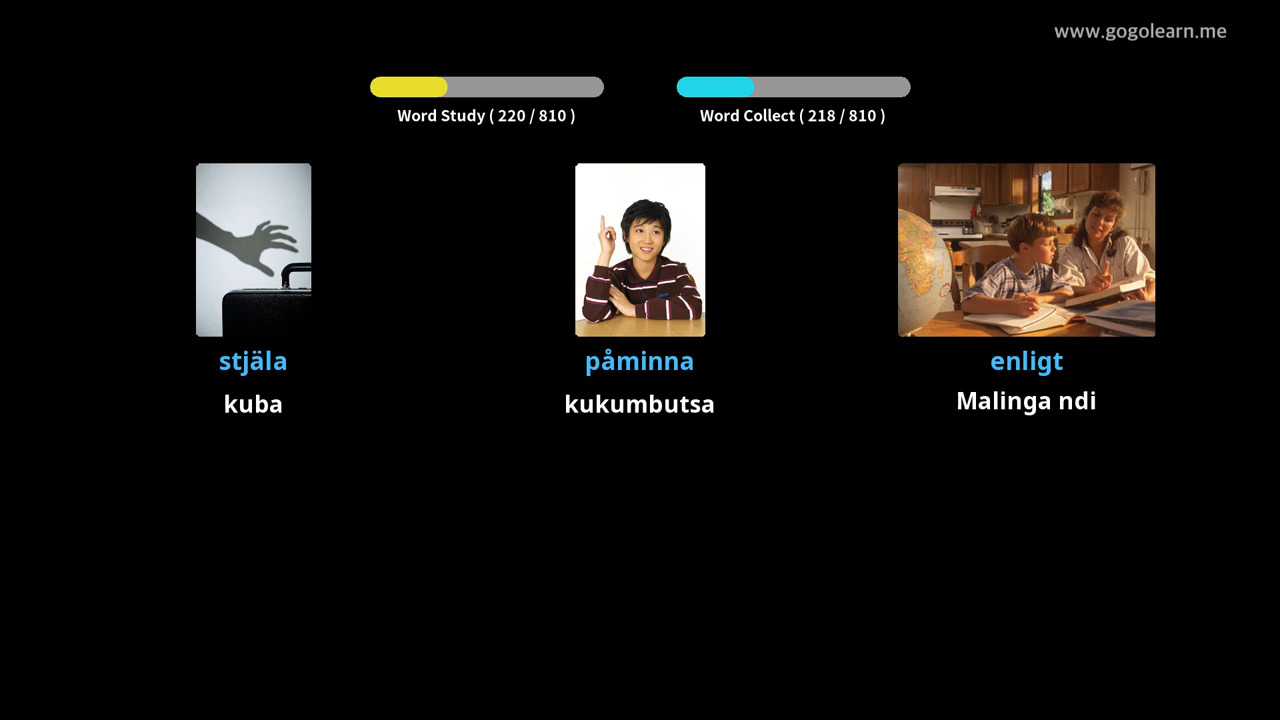 www.gogolearn.me
Word Study ( 220 / 810 )
Word Collect ( 218 / 810 )
stjäla
påminna
enligt
kuba
kukumbutsa
Malinga ndi